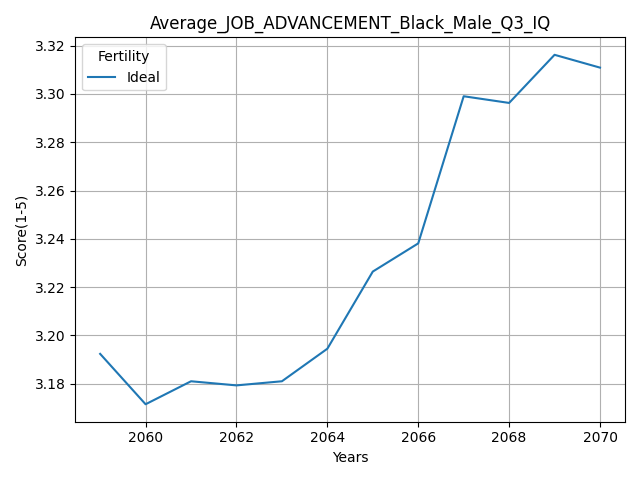 Average_JOB_ADVANCEMENT_Black_Male_Q3_IQ
Fertility
Ideal
Score(1-5)
3.32
3.30
3.28
3.26
3.24
3.22
3.20
3.18
2060 2062 2064 2066 2068 2070
Years